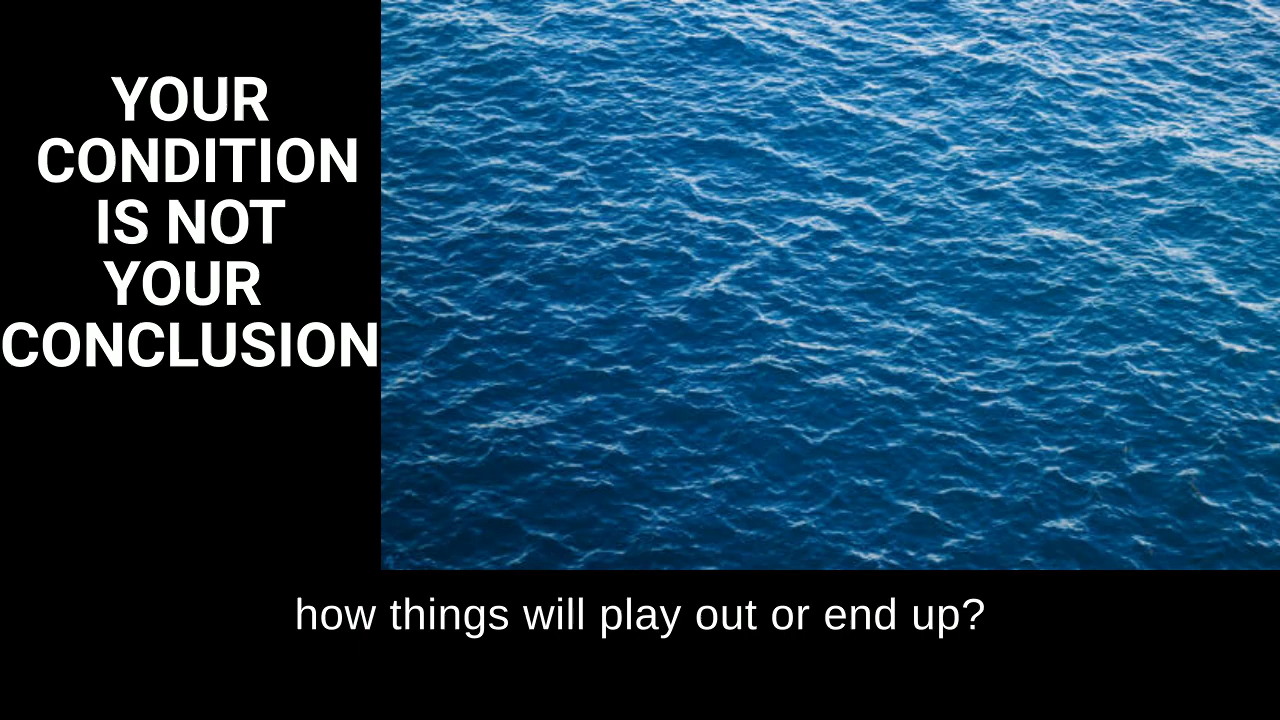 YOUR
CONDITION
IS NOT
YOUR
CONCLUSION
how things will play out or end up?